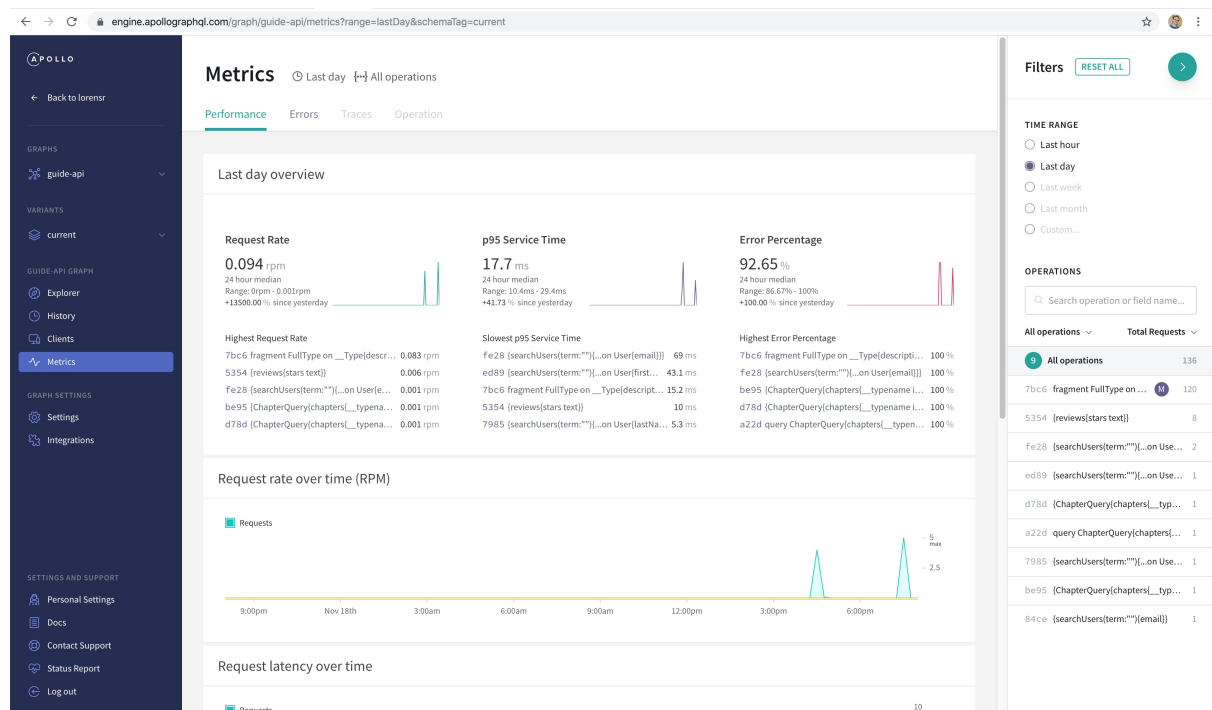 engine.apollographql.com/graph/guide-api/metrics?range=lastDay&schemaTag=current
APOLLO
← Back to lorensr
GRAPHS
guide-api
VARIANTS
current
GUIDE-API GRAPH
Explorer
History
Clients
Metrics
GRAPH SETTINGS
Settings
Integrations
SETTINGS AND SUPPORT
Personal Settings
Docs
Contact Support
Status Report
Log out
Metrics Last day All operations
Performance Errors Traces Operation
Last day overview
Request Rate
0.094 rpm
24 hour median
Range: 0rpm - 0.001rpm
+13500.00 % since yesterday
Highest Request Rate
7bc6 fragment FullType on __Type{descr... 0.083 rpm
5354 {reviews{stars text}} 0.006 rpm
fe28 {searchUsers(term:""){...on User{e... 0.001 rpm
be95 {ChapterQuery{chapters{__typena... 0.001 rpm
d78d {ChapterQuery{chapters{__typena... 0.001 rpm
p95 Service Time
17.7 ms
24 hour median
Range: 10.4ms - 29.4ms
+41.73 % since yesterday
Slowest p95 Service Time
fe28 {searchUsers(term:""){...on User{email}}} 69 ms
ed89 {searchUsers(term:""){...on User{first... 43.1 ms
7bc6 fragment FullType on __Type{descript... 15.2 ms
5354 {reviews{stars text}} 10 ms
7985 {searchUsers(term:""){...on User{lastNa... 5.3 ms
Error Percentage
92.65 %
24 hour median
Range: 86.67% - 100%
+100.00 % since yesterday
Highest Error Percentage
7bc6 fragment FullType on __Type{descripti... 100 %
fe28 {searchUsers(term:""){...on User{email}}} 100 %
be95 {ChapterQuery{chapters{__typename i... 100 %
d78d {ChapterQuery{chapters{__typename i... 100 %
a22d query ChapterQuery{chapters{__typen... 100 %
Request rate over time (RPM)
Requests
5
max
2.5
9:00pm Nov 18th 3:00am 6:00am 9:00am 12:00pm 3:00pm 6:00pm
Request latency over time
Requests
10
Filters RESET ALL
TIME RANGE
Last hour
Last day
Last week
Last month
Custom...
OPERATIONS
Search operation or field name...
All operations Total Requests
9 All operations 136
7bc6 fragment FullType on ... M 120
5354 {reviews{stars text}} 8
fe28 {searchUsers(term:""){...on Use... 2
ed89 {searchUsers(term:""){...on Use... 1
d78d {ChapterQuery{chapters{__typ... 1
a22d query ChapterQuery{chapters{... 1
7985 {searchUsers(term:""){...on Use... 1
be95 {ChapterQuery{chapters{__typ... 1
84ce {searchUsers(term:""){email}} 1